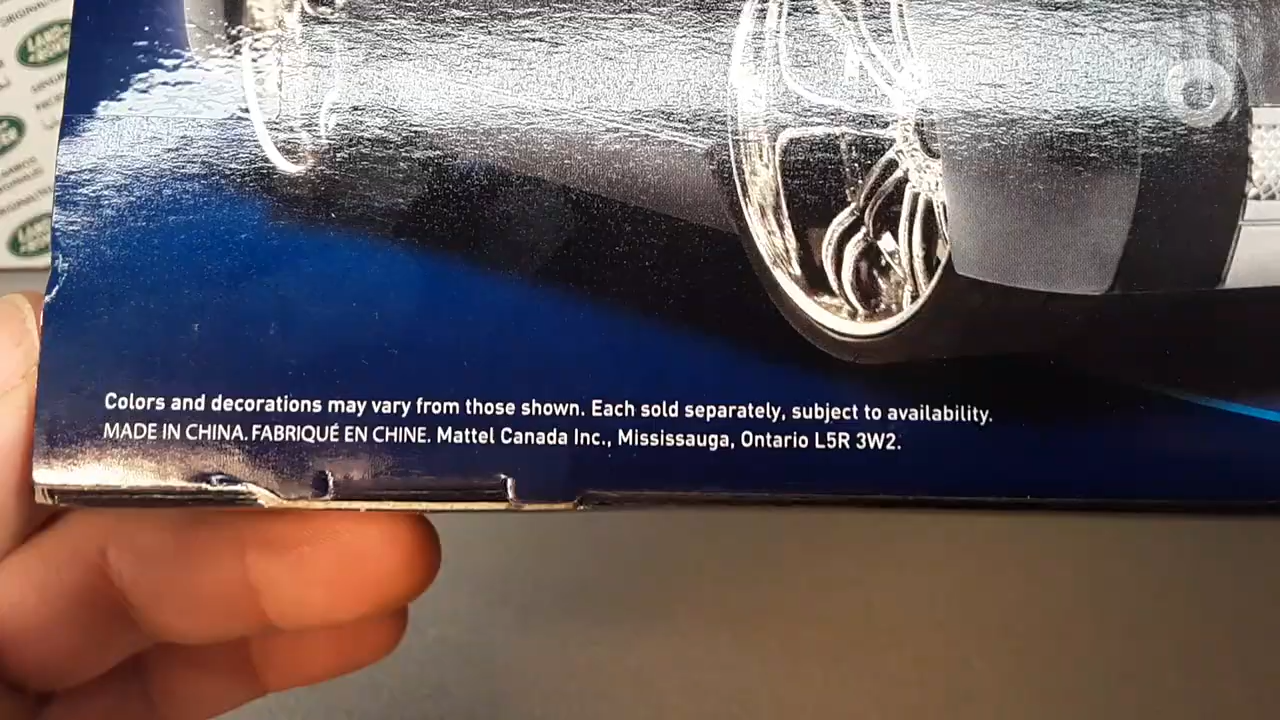 Colors and decorations may vary from those shown. Each sold separately, subject to availability.
MADE IN CHINA. FABRIQUÉ EN CHINE. Mattel Canada Inc., Mississauga, Ontario L5R 3W2.